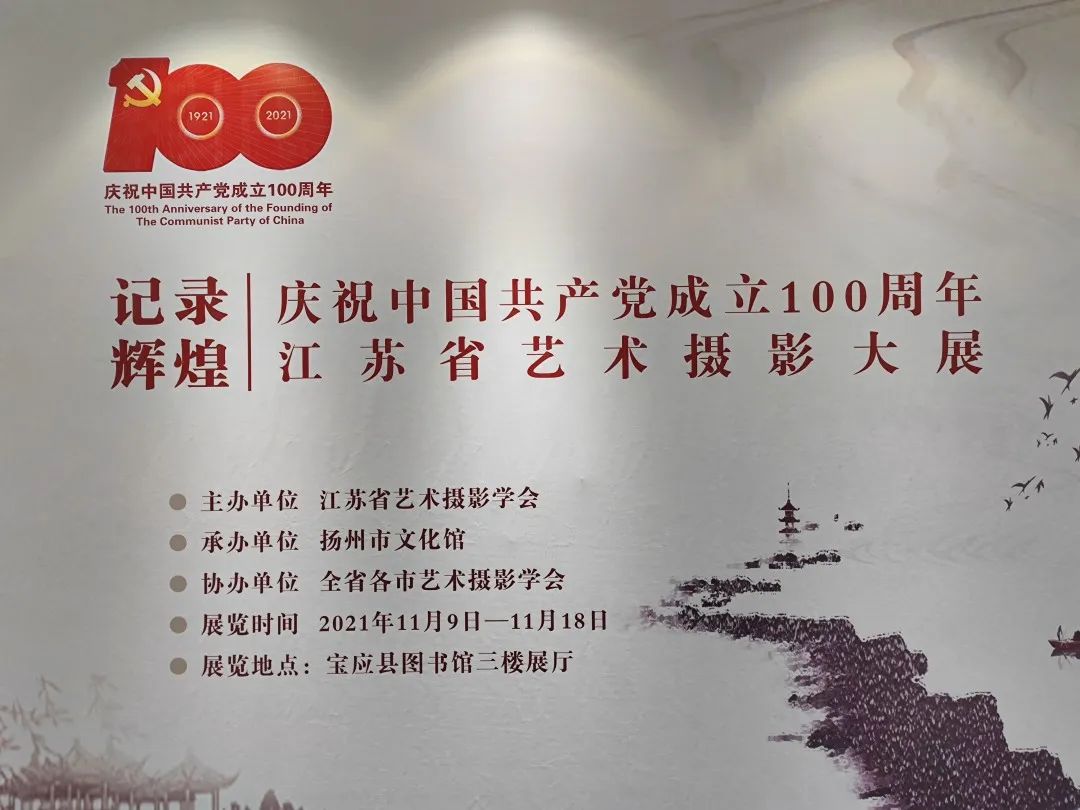 1921 2021
庆祝中国共产党成立100周年
The 100th Anniversary of the Founding of
The Communist Party of China
记录
辉煌
庆祝中国共产党成立100周年
江苏省艺术摄影大展
主办单位 江苏省艺术摄影学会
承办单位 扬州市文化馆
协办单位 全省各市艺术摄影学会
展览时间 2021年11月9日—11月18日
展览地点：宝应县图书馆三楼展厅